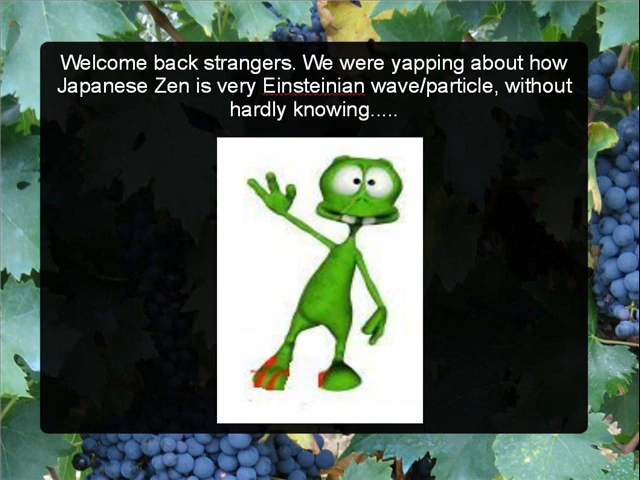 Welcome back strangers. We were yapping about how
Japanese Zen is very Einsteinian wave/particle, without
hardly knowing.....